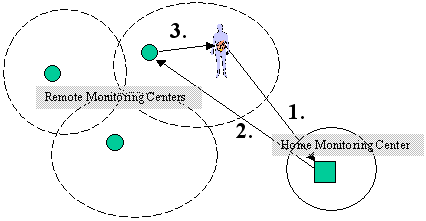 3.
Remote Monitoring Centers
1.
2.
Home Monitoring Center